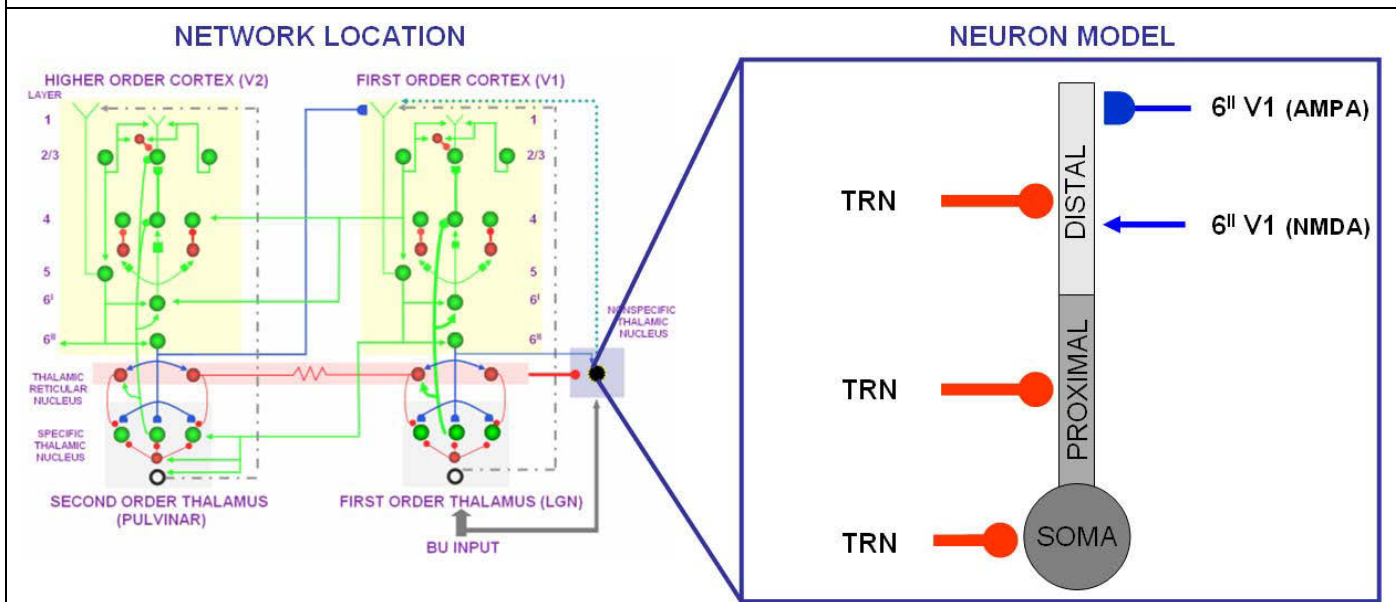 NETWORK LOCATION
HIGHER ORDER CORTEX (V2)
FIRST ORDER CORTEX (V1)
LAYER
1
2/3
4
5
6ᴵ
6ᴵᴵ
1
2/3
4
5
6ᴵ
6ᴵᴵ
NONSPECIFIC
THALAMIC
NUCLEUS
THALAMIC
RETICULAR
NUCLEUS
SPECIFIC
THALAMIC
NUCLEUS
SECOND ORDER THALAMUS
(PULVINAR)
FIRST ORDER THALAMUS (LGN)
BU INPUT
NEURON MODEL
6ᴵᴵ V1 (AMPA)
TRN
DISTAL
6ᴵᴵ V1 (NMDA)
TRN
PROXIMAL
TRN
SOMA